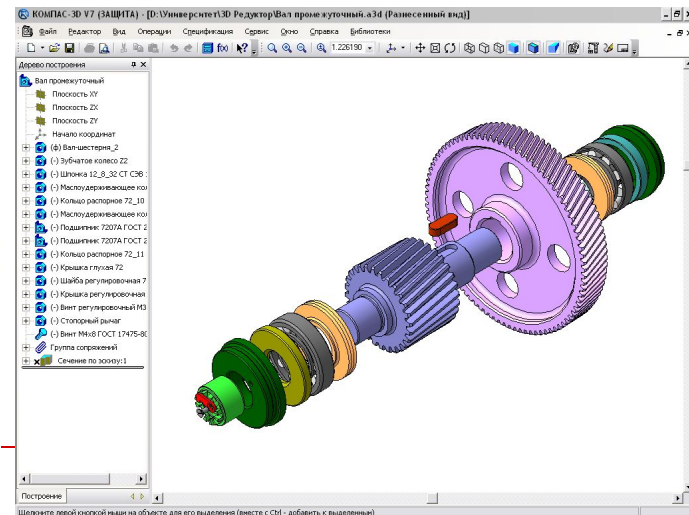 КОМПАС-3D V7 (ЗАЩИТА) - [D:\Университет\3D Редуктор\Вал промежуточный.a3d (Разнесенный вид)]
Файл Редактор Вид Операции Спецификация Сервис Окно Справка Библиотеки
f(x) 1.226190
Дерево построения
Вал промежуточный
Плоскость XY
Плоскость ZX
Плоскость ZY
Начало координат
(ф) Вал-шестерня_2
(-) Зубчатое колесо Z2
(-) Шпонка 12_8_32 СТ СЭВ :
(-) Маслоудерживающее кол
(-) Кольцо распорное 72_10
(-) Маслоудерживающее кол
(-) Подшипник 7207А ГОСТ 2
(-) Подшипник 7207А ГОСТ 2
(-) Кольцо распорное 72_11
(-) Крышка глухая 72
(-) Шайба регулировочная 7
(-) Крышка регулировочная
(-) Винт регулировочный М3
(-) Стопорный рычаг
(-) Винт М4х8 ГОСТ 17475-80
Группа сопряжений
Сечение по эскизу:1
Построение
Щелкните левой кнопкой мыши на объекте для его выделения (вместе с Ctrl - добавить к выделенным)